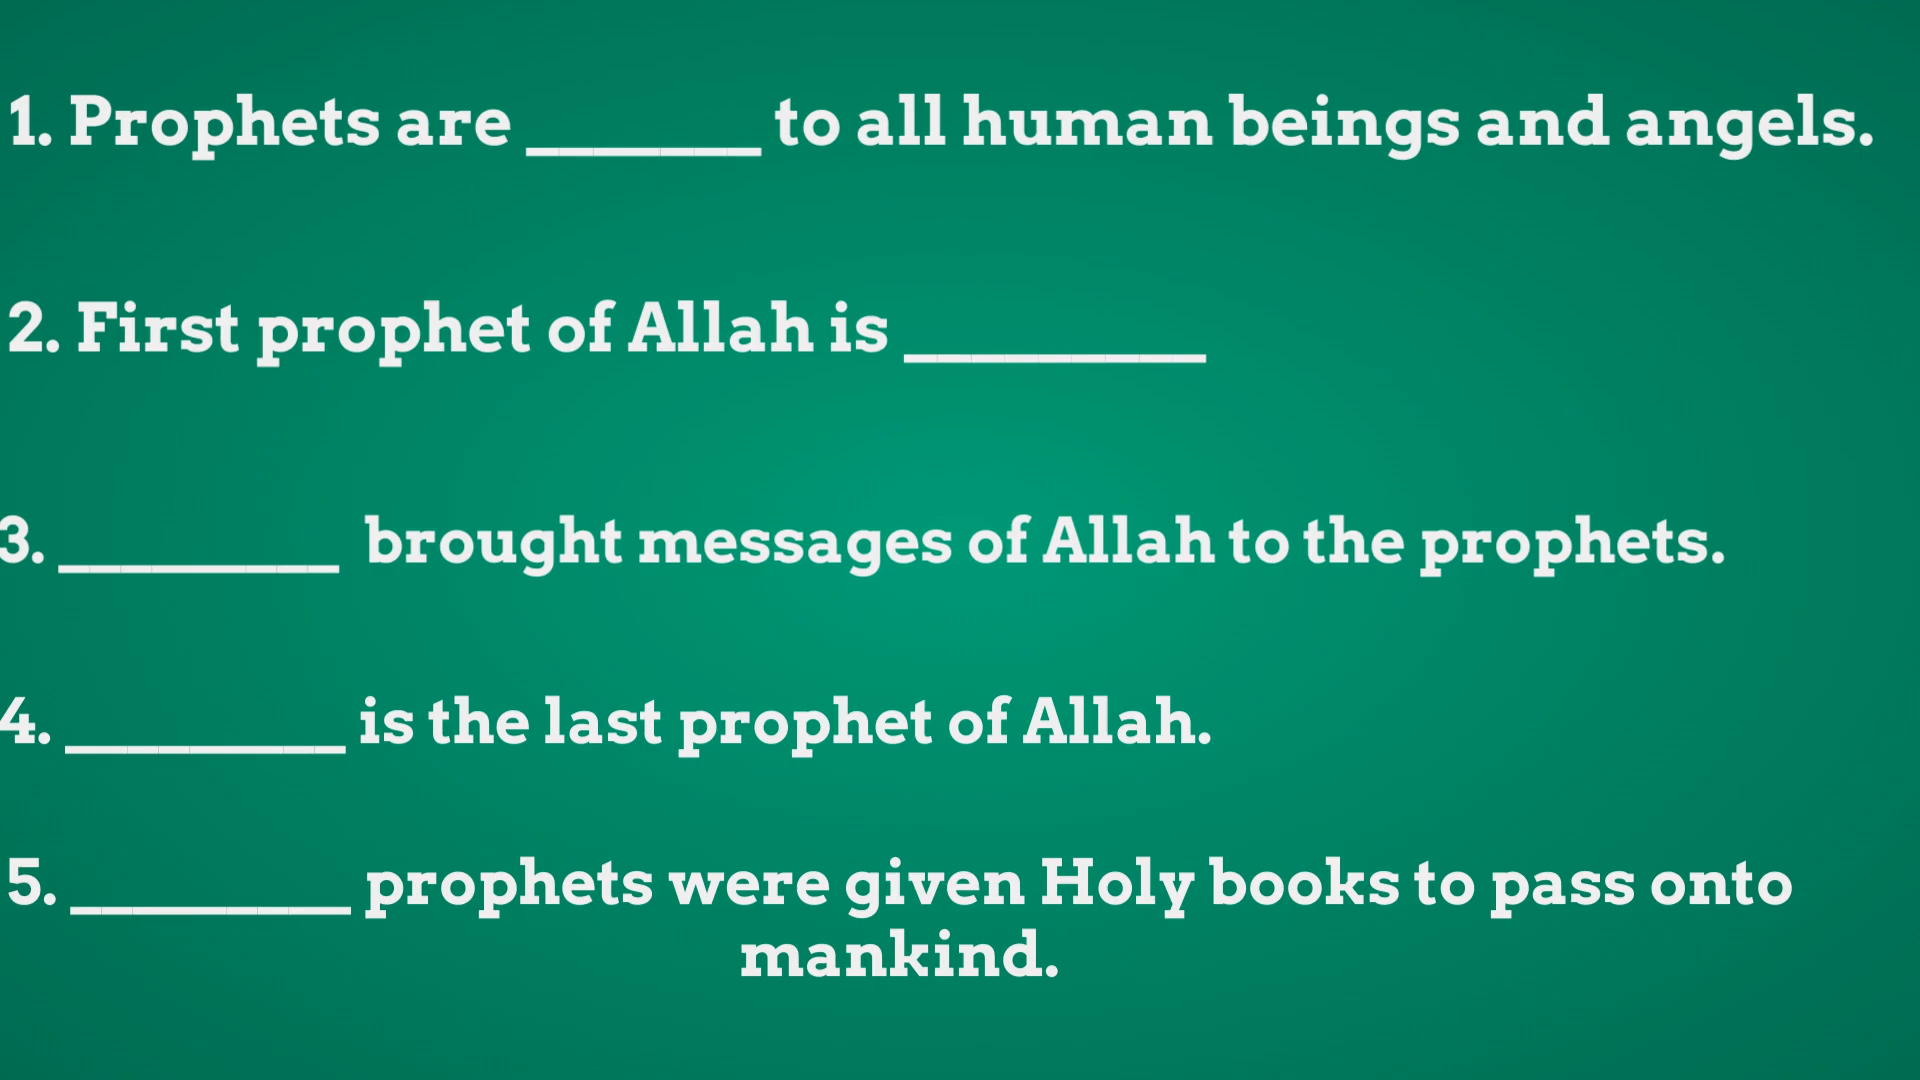 1. Prophets are _______ to all human beings and angels.
2. First prophet of Allah is _________
3. _________ brought messages of Allah to the prophets.
4. _________ is the last prophet of Allah.
5. _________ prophets were given Holy books to pass onto
mankind.